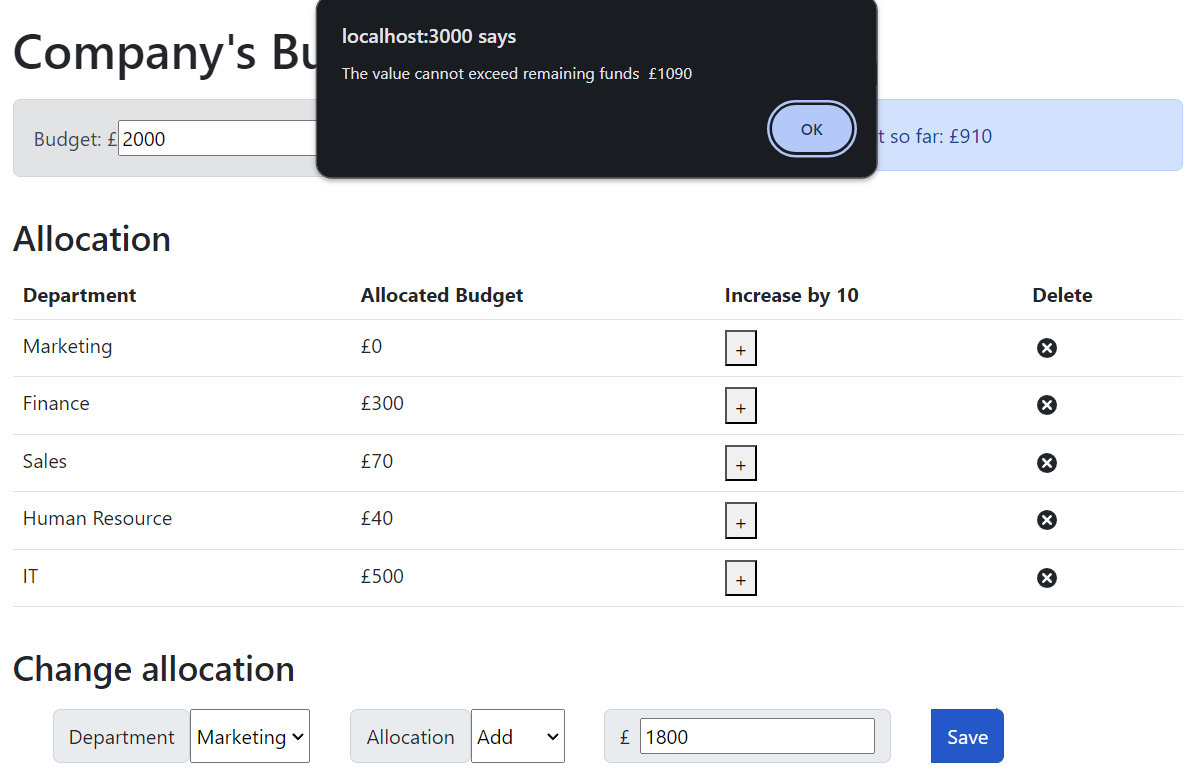 Company's Bu
localhost:3000 says
The value cannot exceed remaining funds £1090
OK
Budget: £ 2000
t so far: £910
Allocation
Department Allocated Budget Increase by 10 Delete
Marketing £0 +
Finance £300 +
Sales £70 +
Human Resource £40 +
IT £500 +
Change allocation
Department Marketing Allocation Add £ 1800 Save